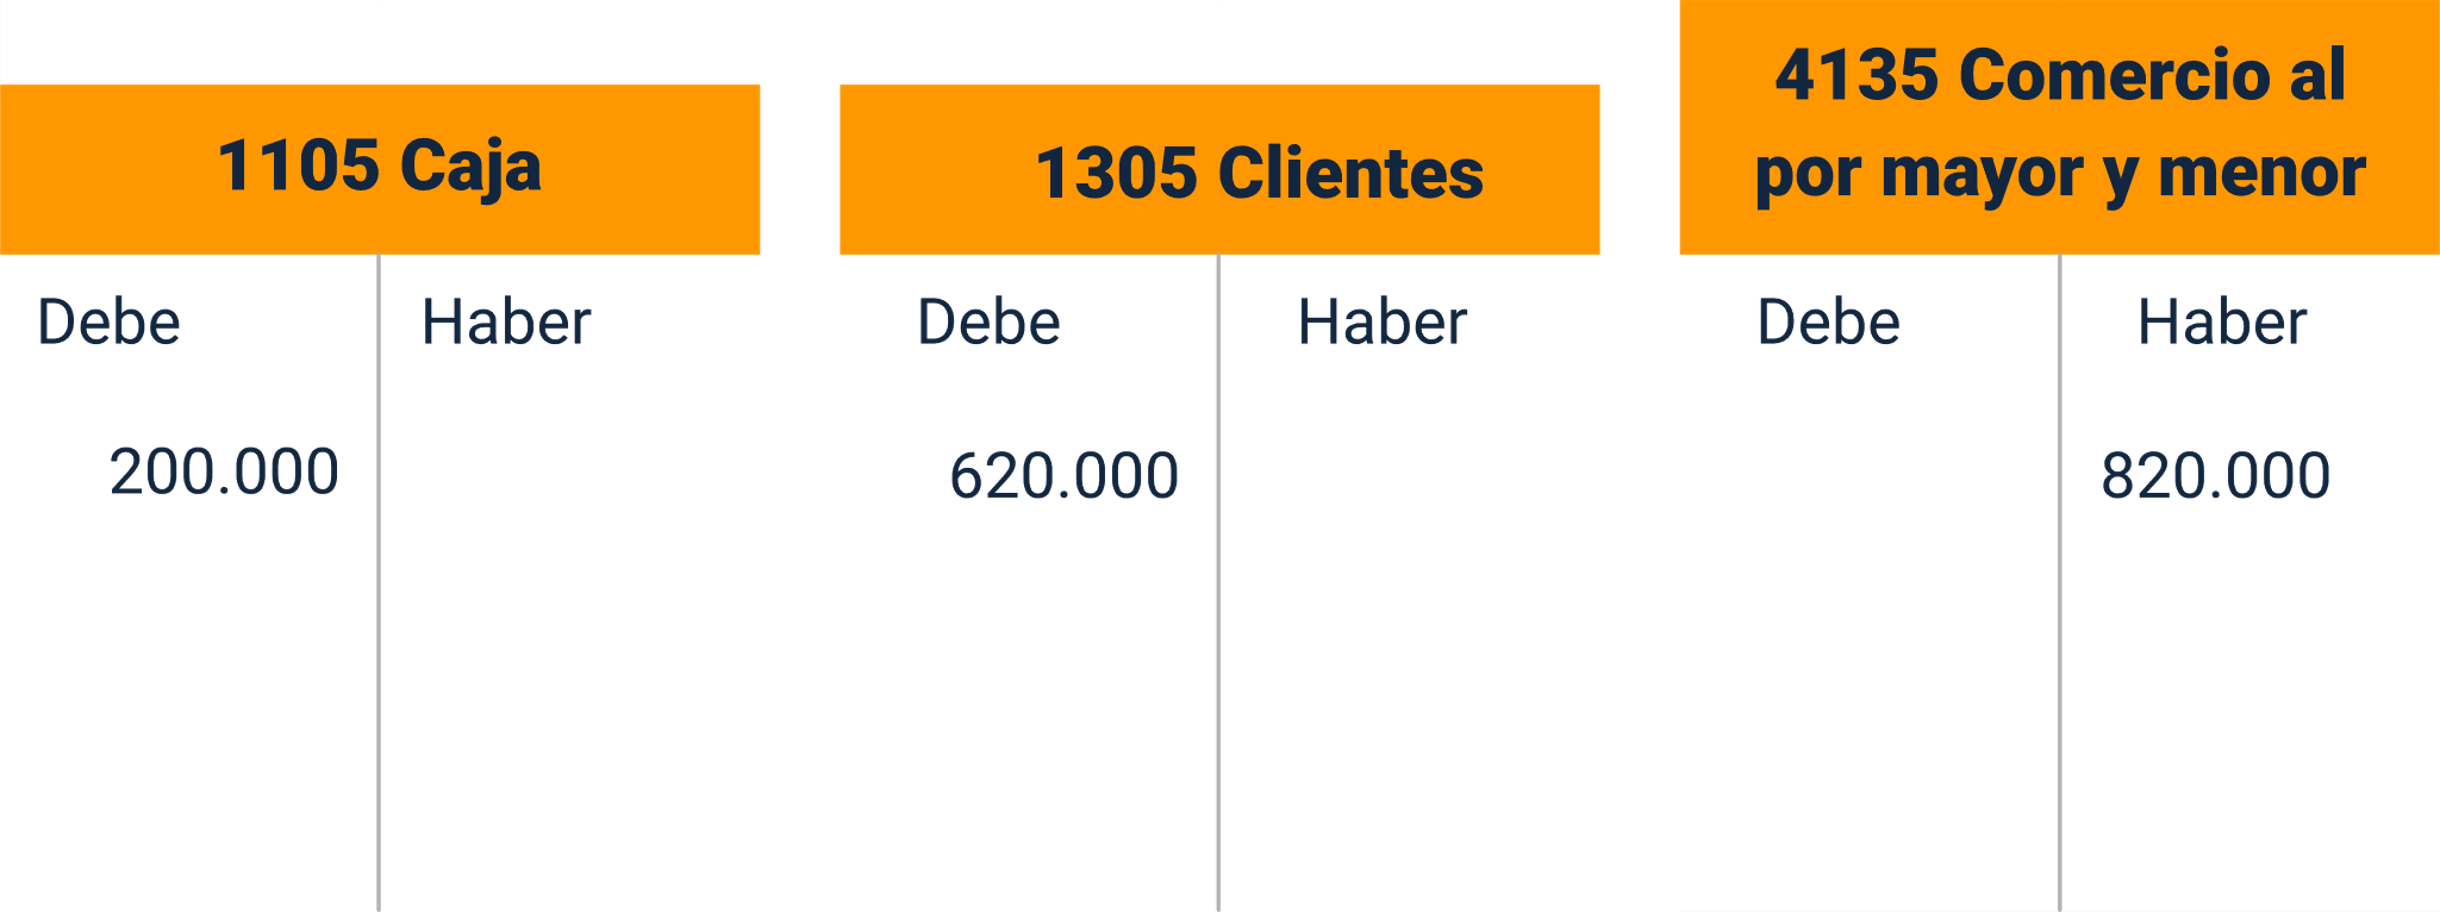 1105 Caja
Debe
Haber
200.000
1305 Clientes
Debe
Haber
620.000
4135 Comercio al
por mayor y menor
Debe
Haber
820.000